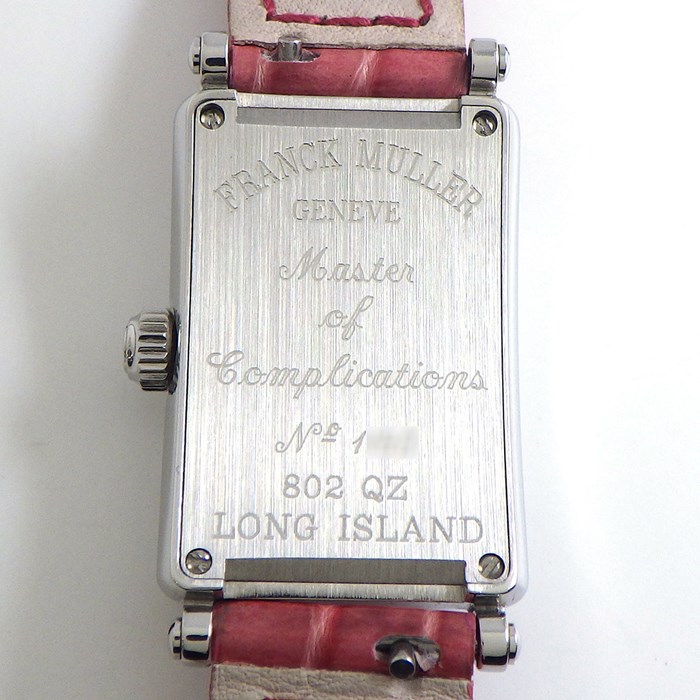 FRANCK MULLER
GENEVE
Master
of
Complications
Nº 1
802 QZ
LONG ISLAND